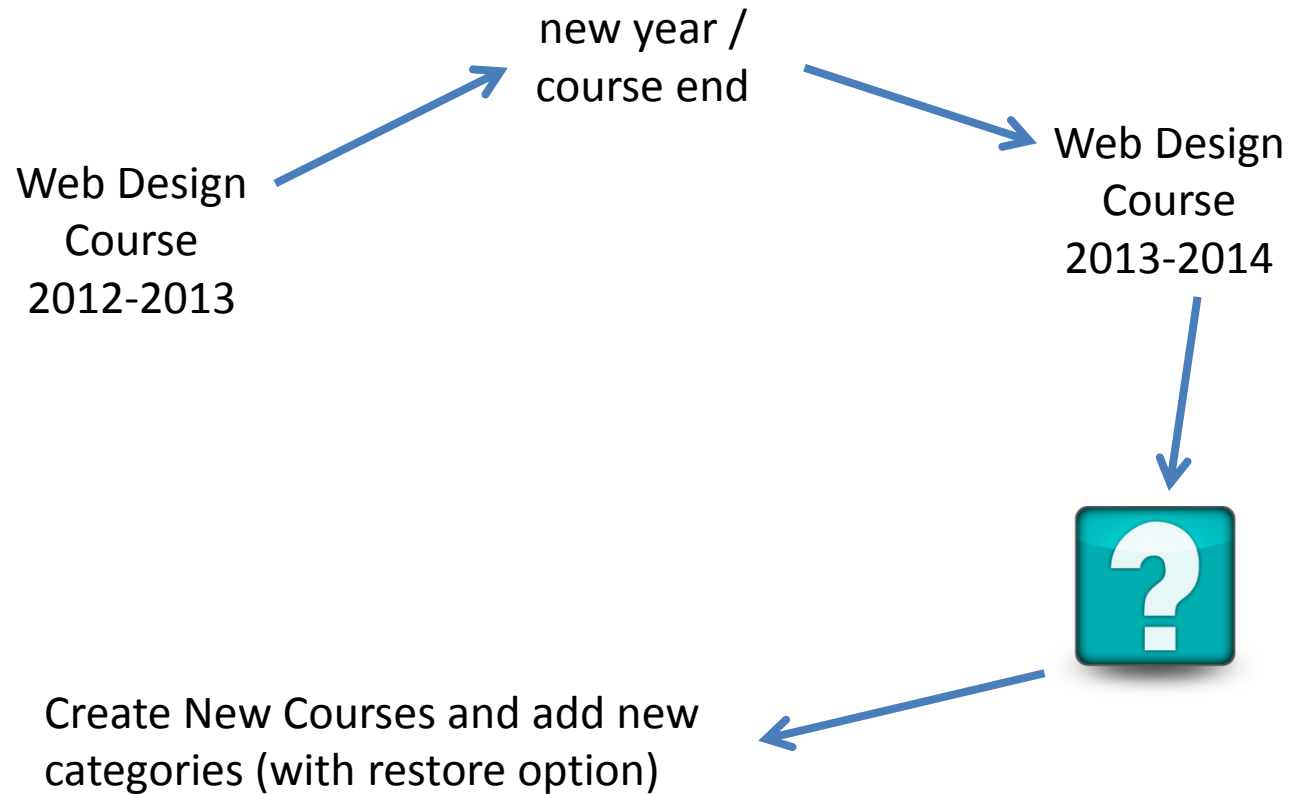 new year /
course end
Web Design
Course
2012-2013
Web Design
Course
2013-2014
?
Create New Courses and add new
categories (with restore option)